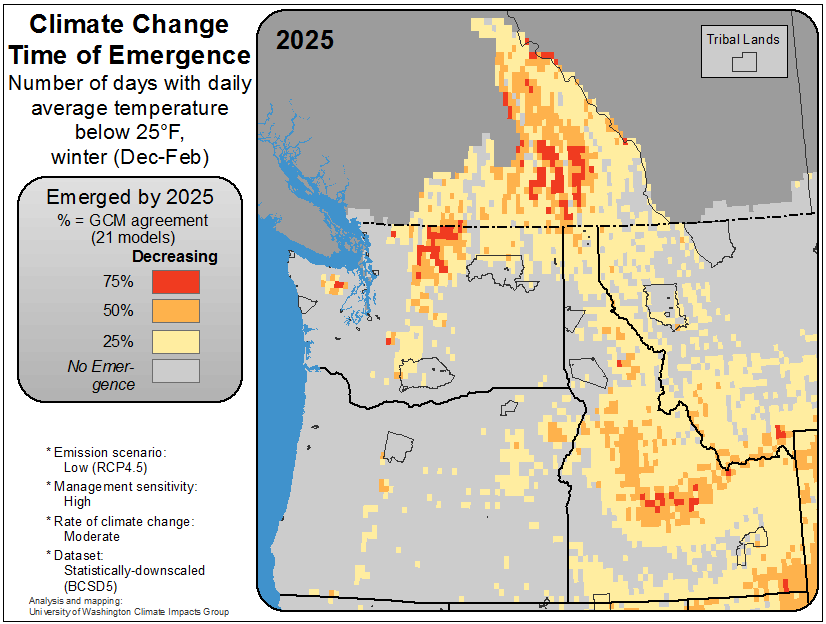 Climate Change
Time of Emergence
Number of days with daily
average temperature
below 25°F,
winter (Dec-Feb)
Emerged by 2025
% = GCM agreement
(21 models)
Decreasing
75%
50%
25%
No Emer-
gence
* Emission scenario:
Low (RCP4.5)
* Management sensitivity:
High
* Rate of climate change:
Moderate
* Dataset:
Statistically-downscaled
(BCSD5)
Analysis and mapping:
University of Washington Climate Impacts Group
2025
Tribal Lands